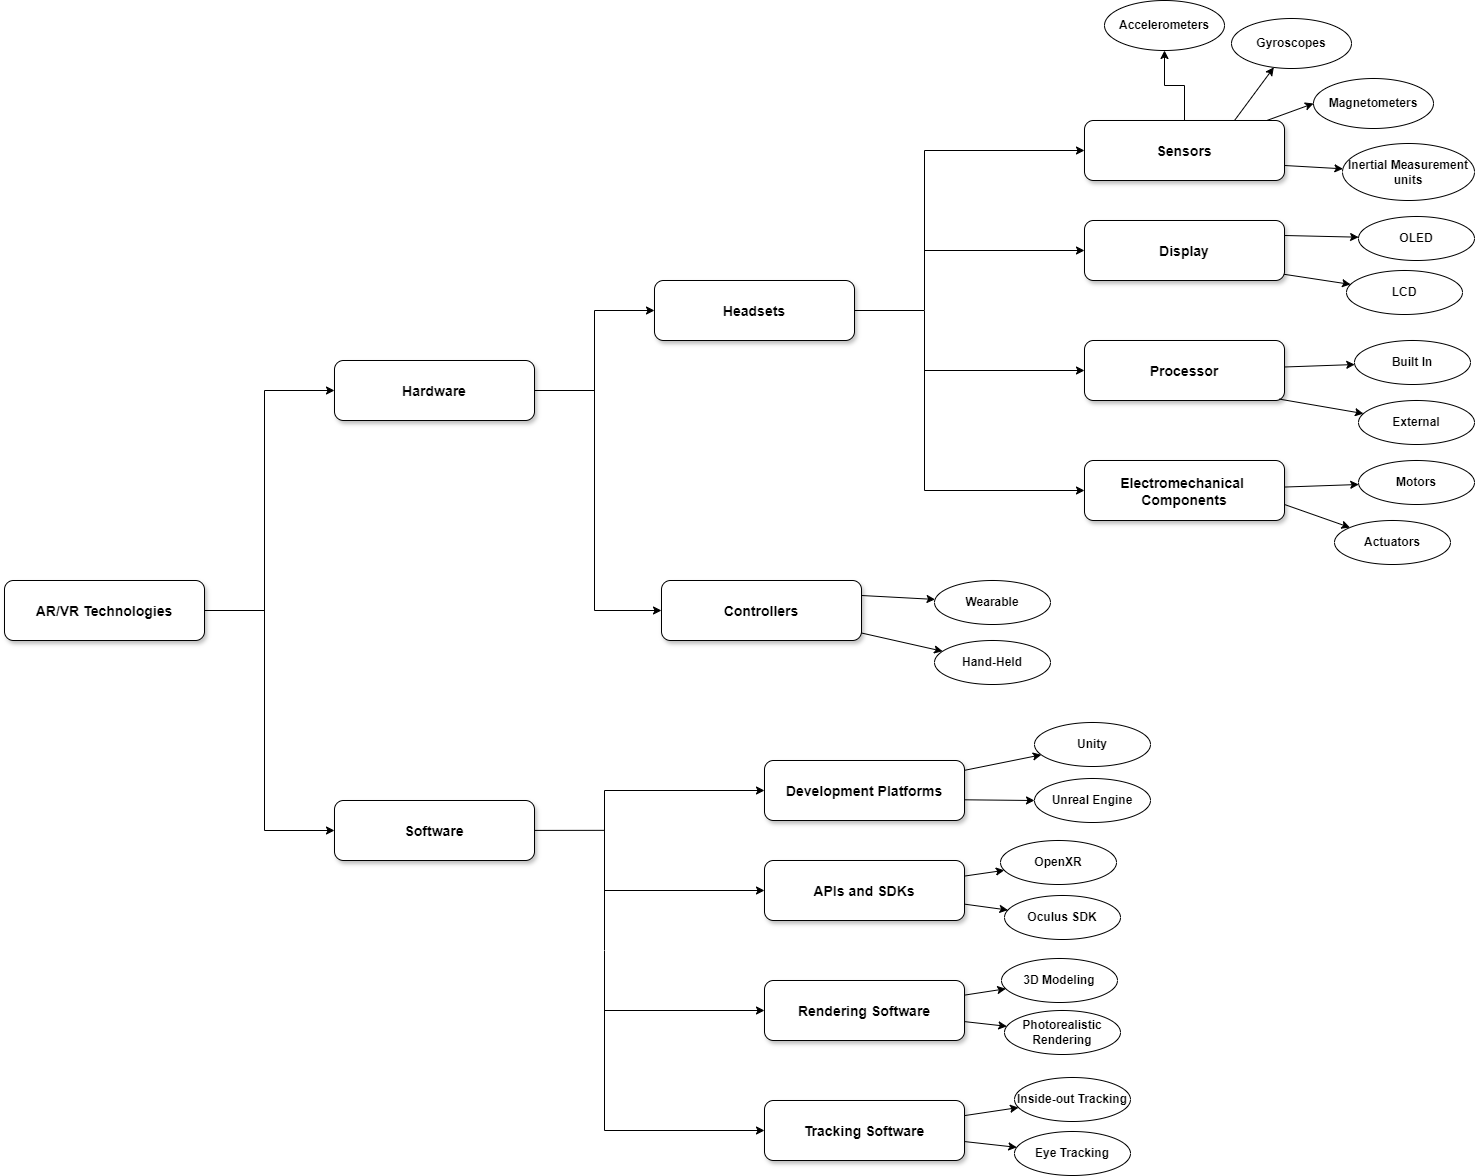 Accelerometers
Gyroscopes
Magnetometers
Sensors
Inertial Measurement
units
OLED
Display
LCD
Headsets
Built In
Processor
Hardware
External
Electromechanical
Components
Motors
Actuators
AR/VR Technologies
Controllers
Wearable
Hand-Held
Unity
Development Platforms
Unreal Engine
Software
OpenXR
APIs and SDKs
Oculus SDK
3D Modeling
Rendering Software
Photorealistic
Rendering
Inside-out Tracking
Tracking Software
Eye Tracking